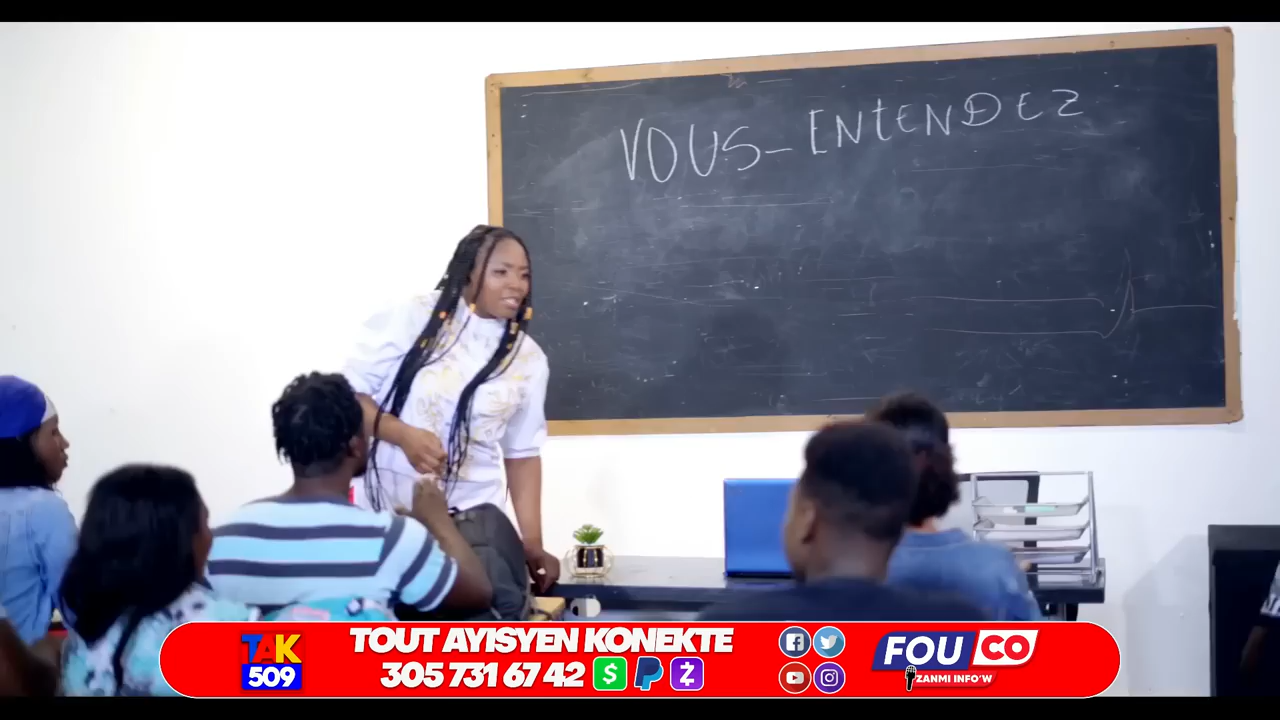 VOUS-ENTENDEZ
TAK
509
TOUT AYISYEN KONEKTE
305 731 67 42
FOU CO
ZANMI INFO'W